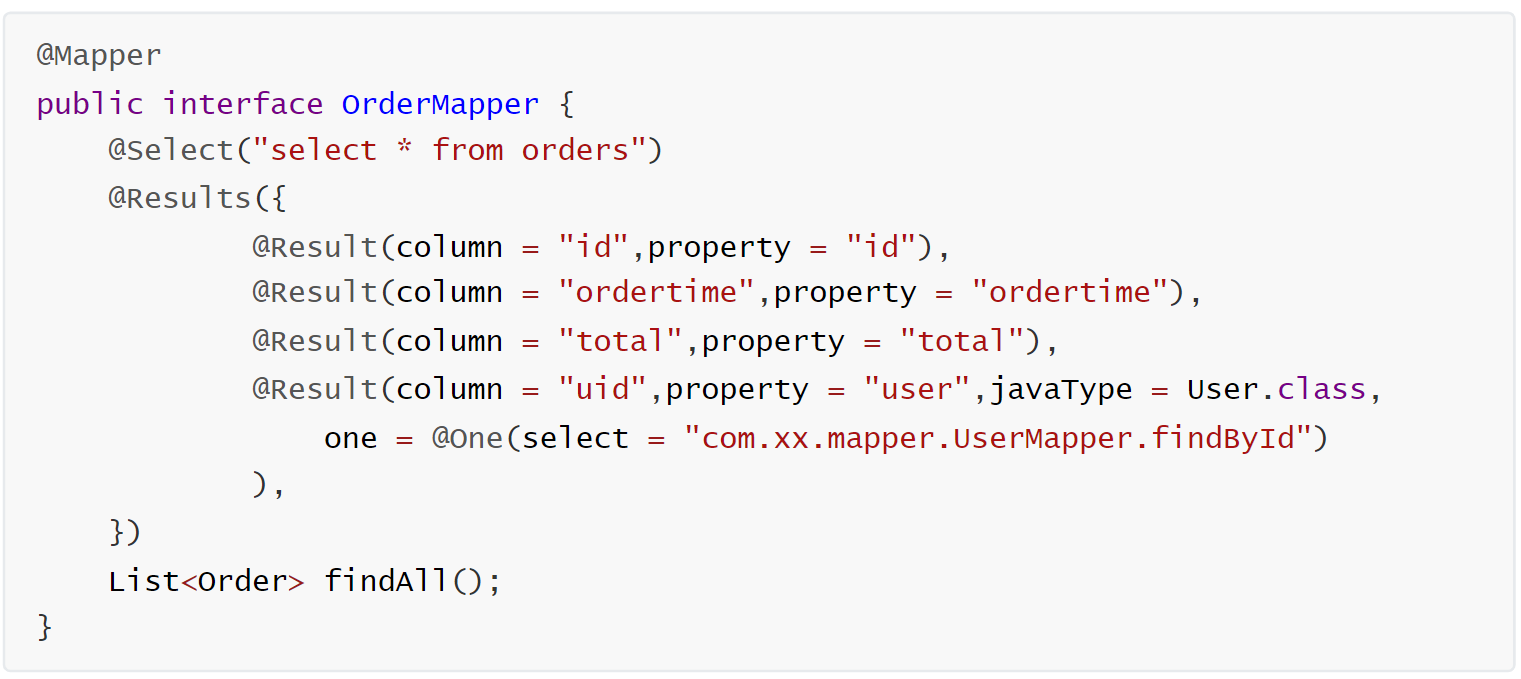 @Mapper
public interface OrderMapper {
    @Select("select * from orders")
    @Results({
            @Result(column = "id",property = "id"),
            @Result(column = "ordertime",property = "ordertime"),
            @Result(column = "total",property = "total"),
            @Result(column = "uid",property = "user",javaType = User.class,
                one = @One(select = "com.xx.mapper.UserMapper.findById")
            ),
    })
    List<Order> findAll();
}